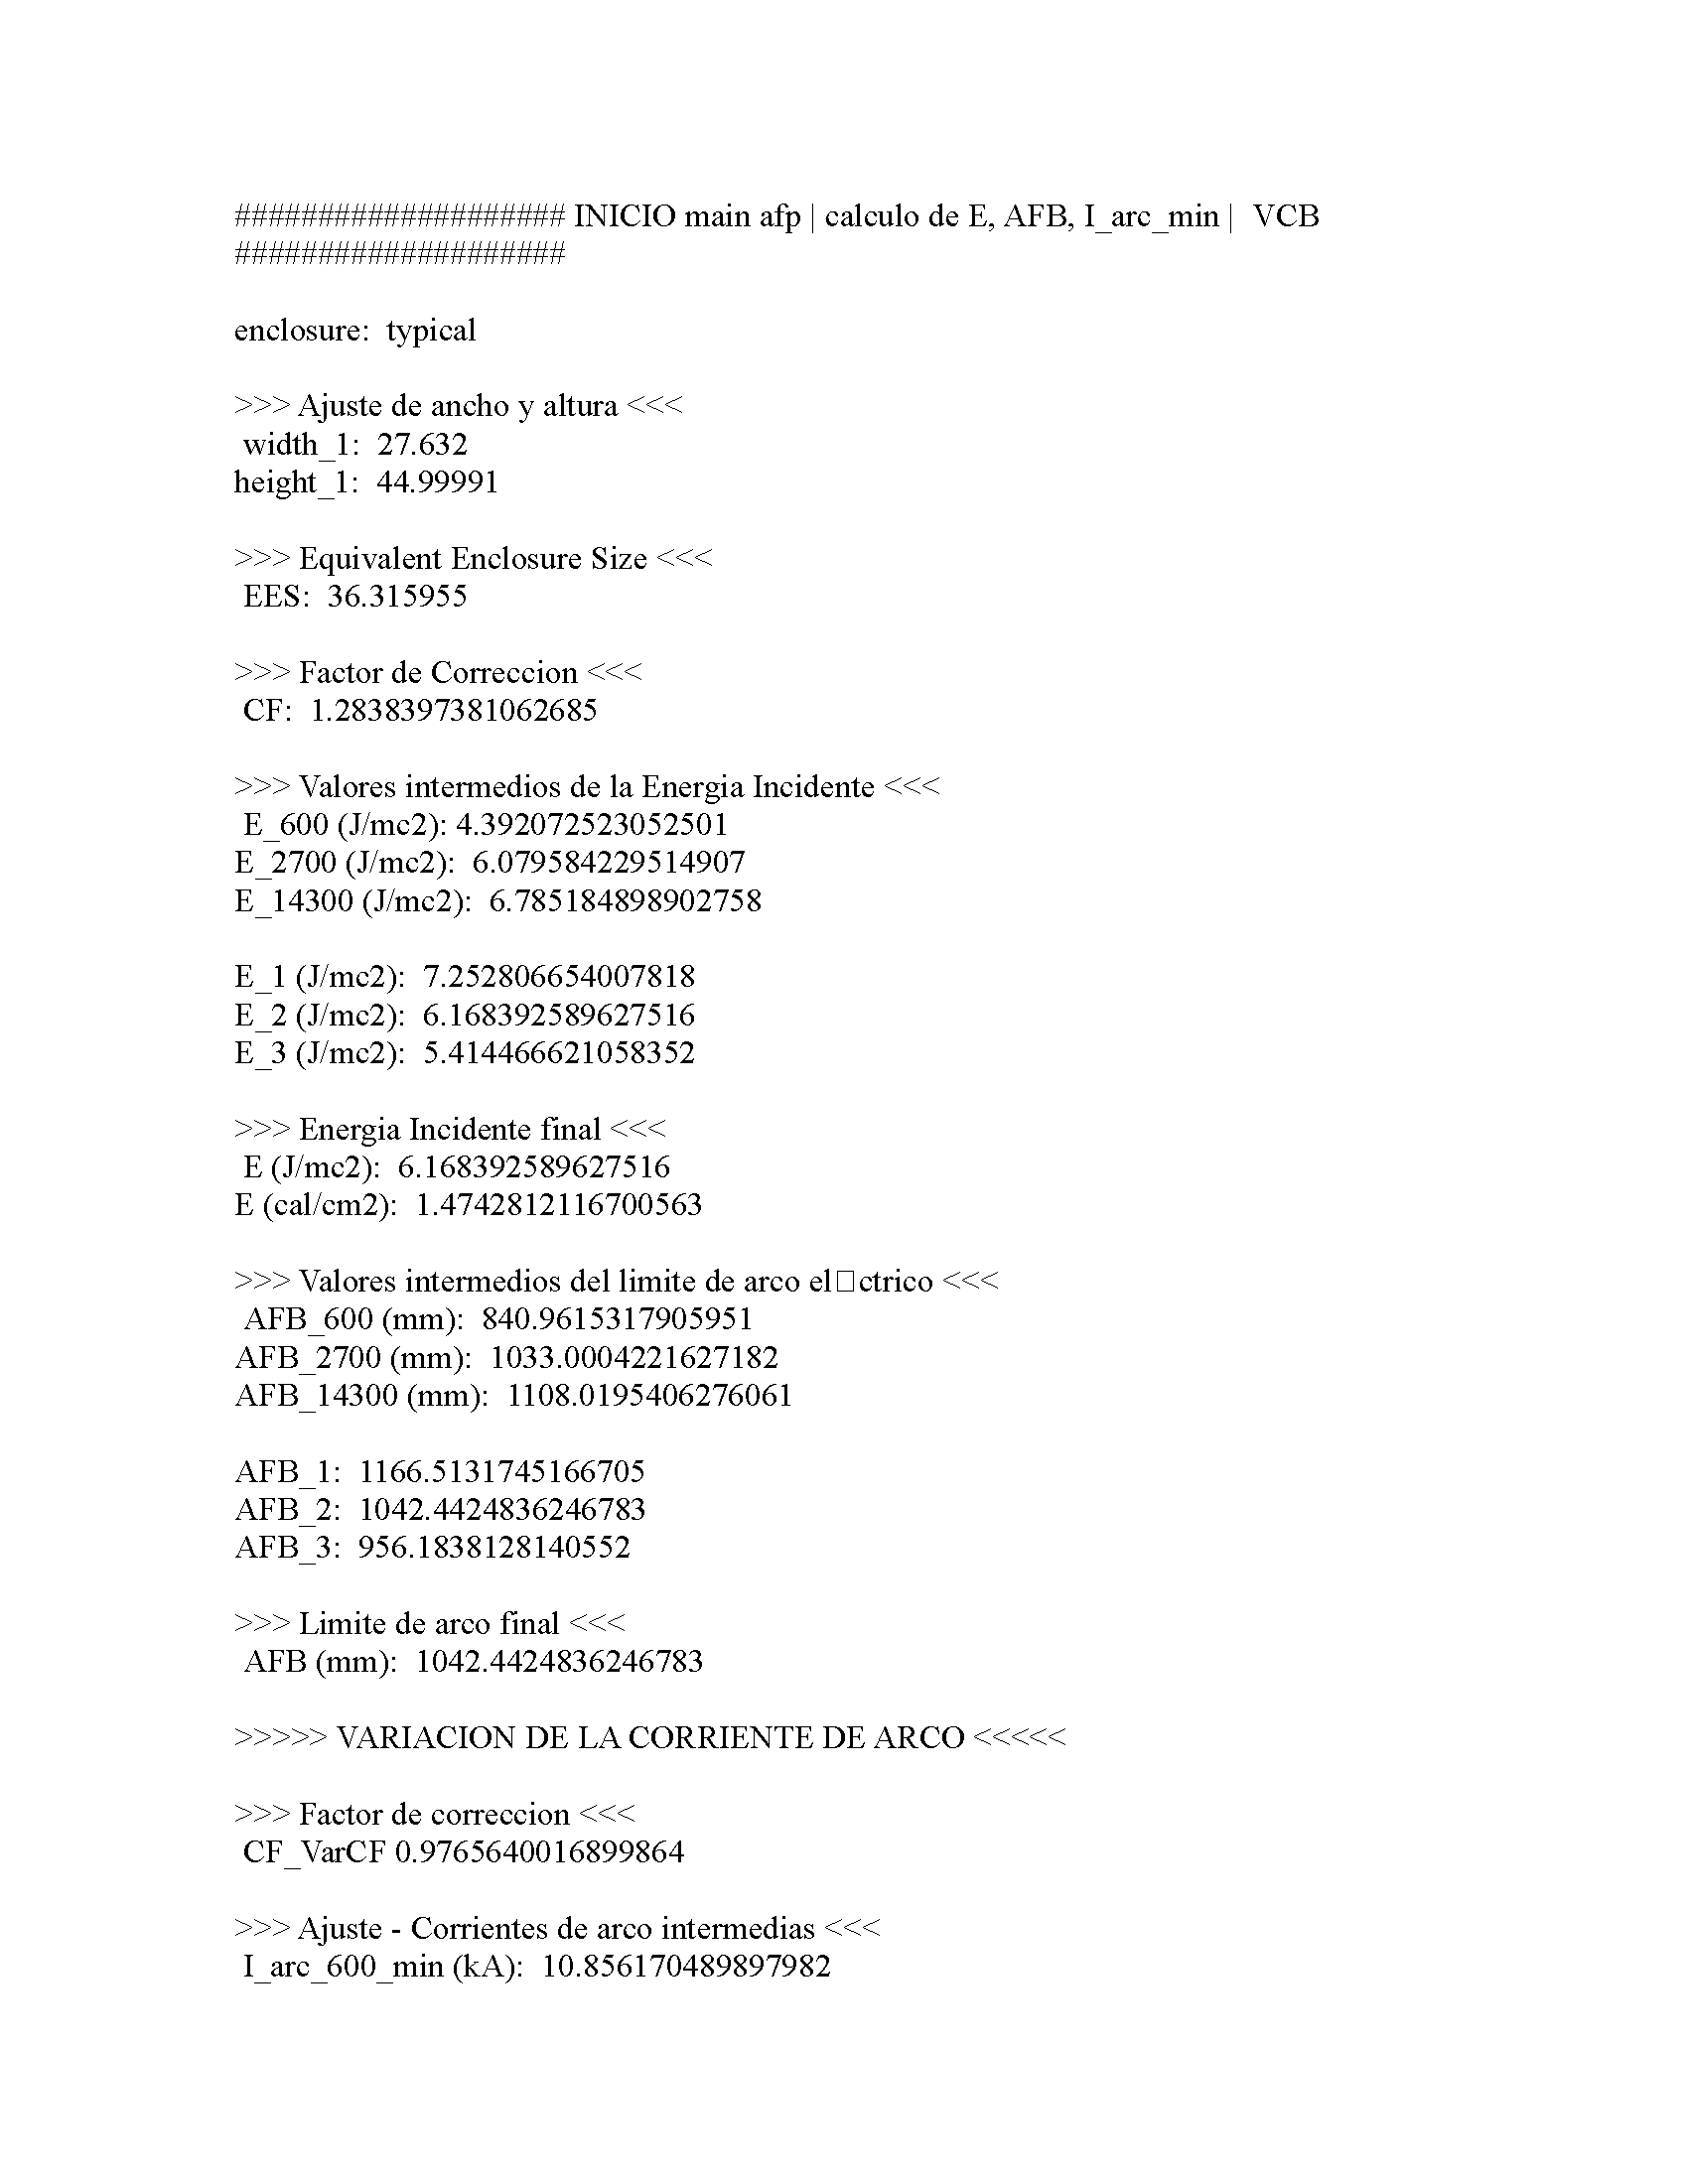 #################### INICIO main afp | calculo de E, AFB, I_arc_min |  VCB
####################
enclosure:  typical
>>> Ajuste de ancho y altura <<<
width_1:  27.632
height_1:  44.99991
>>> Equivalent Enclosure Size <<<
EES:  36.315955
>>> Factor de Correccion <<<
CF:  1.2838397381062685
>>> Valores intermedios de la Energia Incidente <<<
E_600 (J/mc2): 4.392072523052501
E_2700 (J/mc2):  6.079584229514907
E_14300 (J/mc2):  6.785184898902758
E_1 (J/mc2):  7.252806654007818
E_2 (J/mc2):  6.168392589627516
E_3 (J/mc2):  5.414466621058352
>>> Energia Incidente final <<<
E (J/mc2):  6.168392589627516
E (cal/cm2):  1.4742812116700563
>>> Valores intermedios del limite de arco el□ctrico <<<
AFB_600 (mm):  840.9615317905951
AFB_2700 (mm):  1033.0004221627182
AFB_14300 (mm):  1108.0195406276061
AFB_1:  1166.5131745166705
AFB_2:  1042.4424836246783
AFB_3:  956.1838128140552
>>> Limite de arco final <<<
AFB (mm):  1042.4424836246783
>>>>> VARIACION DE LA CORRIENTE DE ARCO <<<<<
>>> Factor de correccion <<<
CF_VarCF 0.9765640016899864
>>> Ajuste - Corrientes de arco intermedias <<<
I_arc_600_min (kA):  10.856170489897982